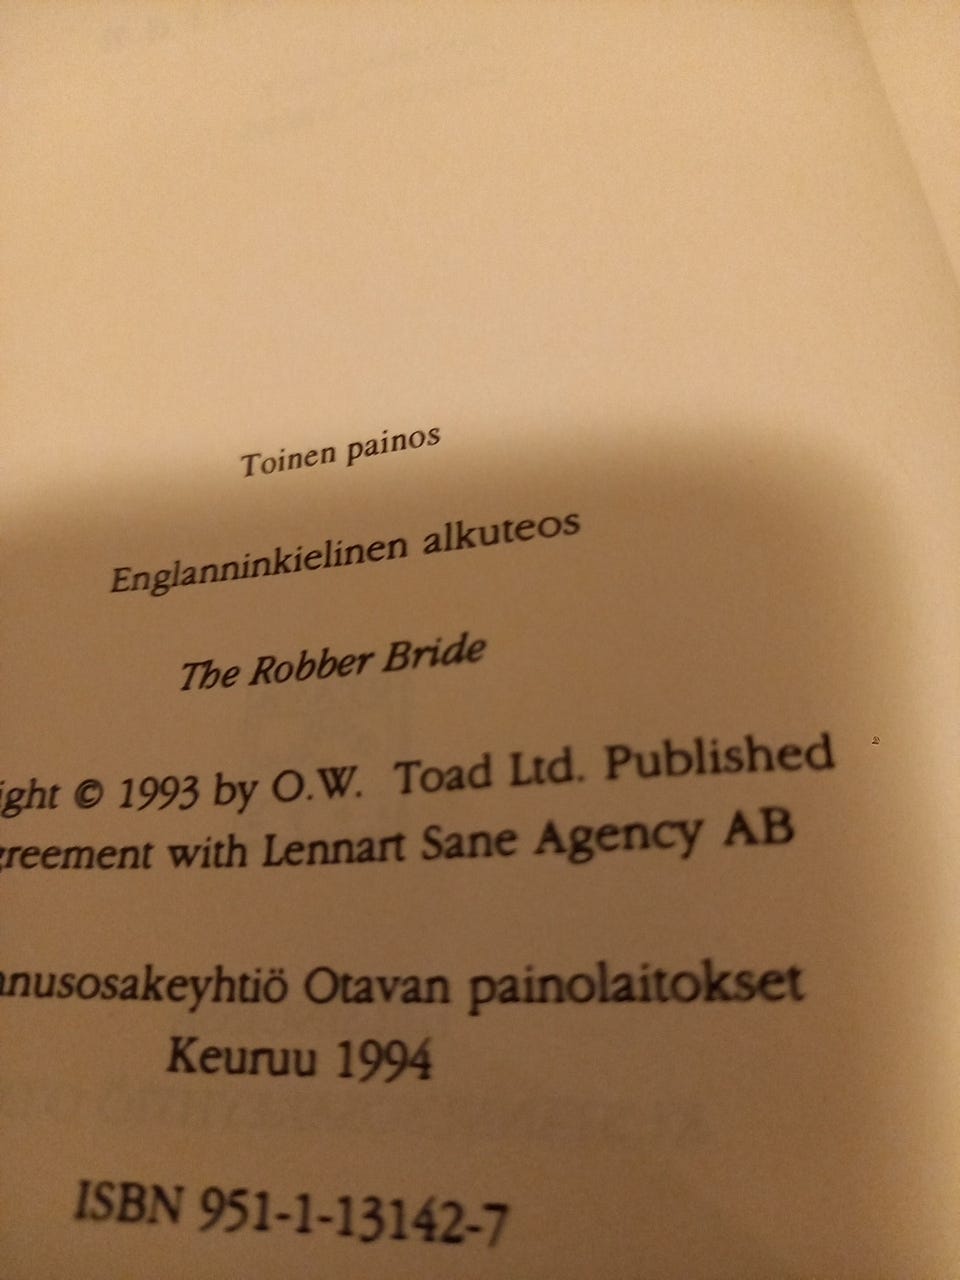 Toinen painos
Englanninkielinen alkuteos
The Robber Bride
ight © 1993 by O.W. Toad Ltd. Published
greement with Lennart Sane Agency AB
nusosakeyhtiö Otavan painolaitokset
Keuruu 1994
ISBN 951-1-13142-7